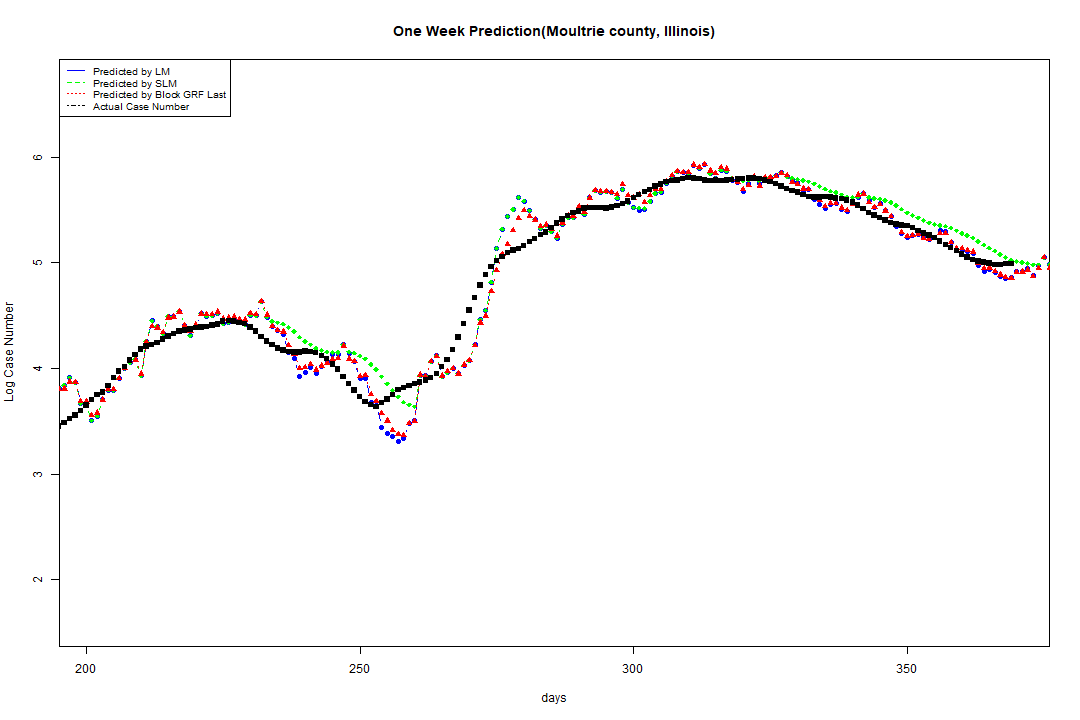 One Week Prediction(Moultrie county, Illinois)
Predicted by LM
Predicted by SLM
Predicted by Block GRF Last
Actual Case Number
Log Case Number
6
5
4
3
2
200
250
300
350
days